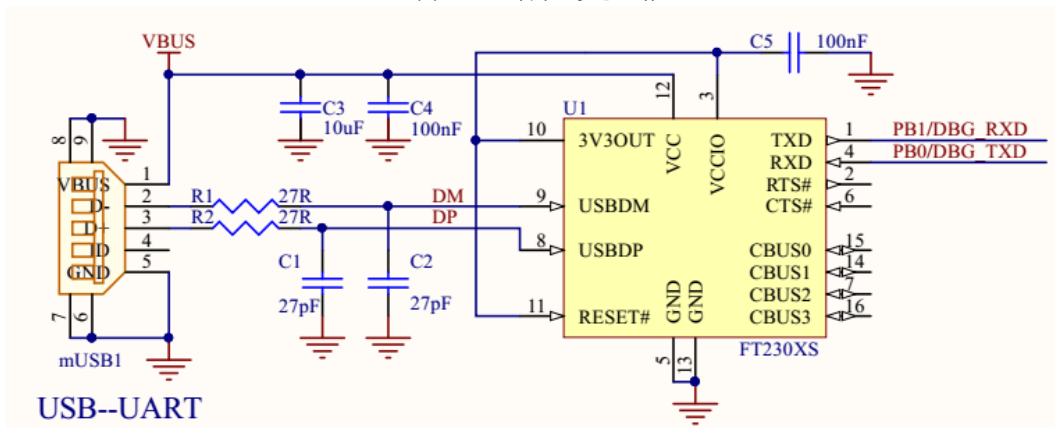 VBUS
C5
100nF
C3
10uF
C4
100nF
12
3
U1
8
9
10
3V3OUT
VCC
VCCIO
TXD
1
PB1/DBG_RXD
RXD
4
PB0/DBG_TXD
VBUS
1
RTS#
2
D-
2
R1
27R
DM
9
USBDM
CTS#
6
D+
3
R2
27R
DP
ID
4
8
USBDP
CBUS0
15
GND
5
C1
C2
CBUS1
14
27pF
27pF
CBUS2
7
7
6
11
RESET#
GND
GND
CBUS3
16
mUSB1
5
13
FT230XS
USB--UART